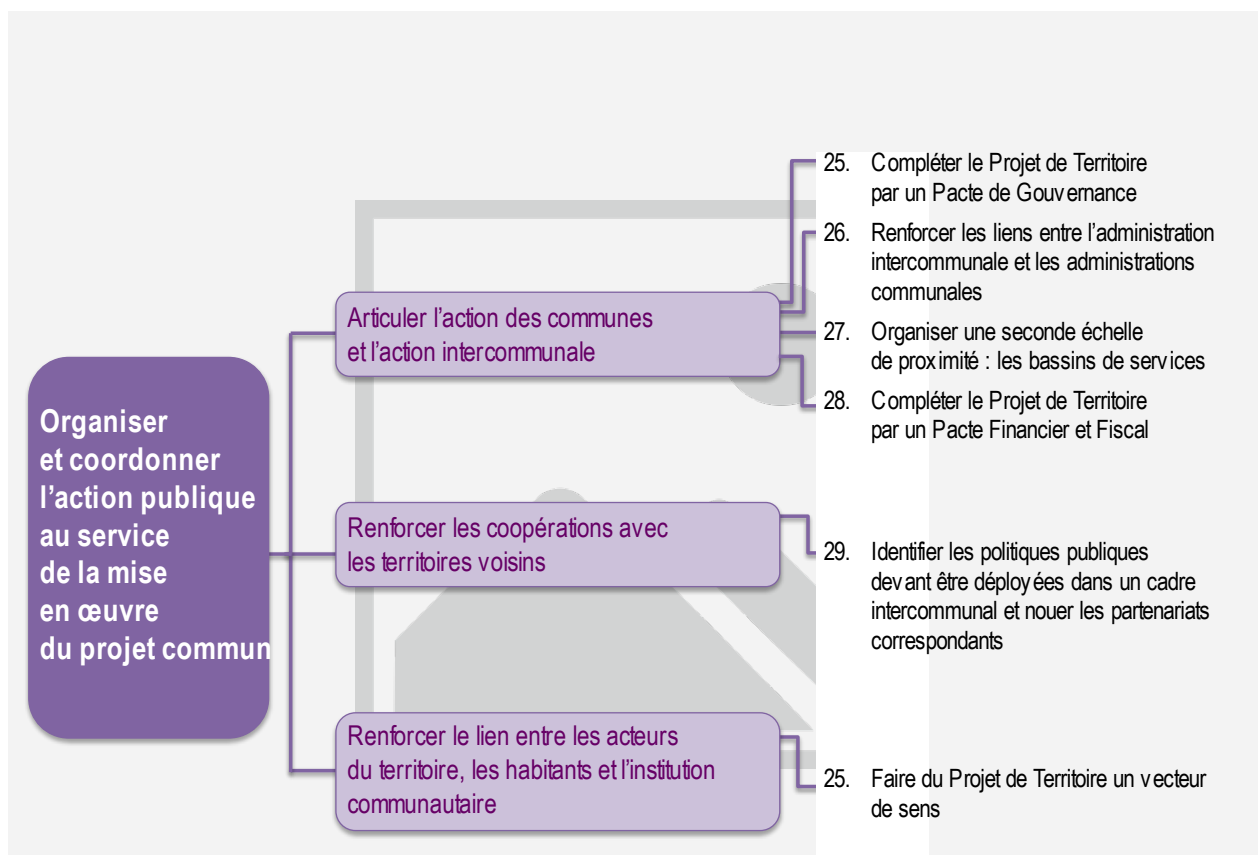 Organiser
et coordonner
l’action publique
au service
de la mise
en œuvre
du projet commun
Articuler l’action des communes
et l’action intercommunale
25. Compléter le Projet de Territoire
par un Pacte de Gouvernance
26. Renforcer les liens entre l’administration
intercommunale et les administrations
communales
27. Organiser une seconde échelle
de proximité : les bassins de services
28. Compléter le Projet de Territoire
par un Pacte Financier et Fiscal
Renforcer les coopérations avec
les territoires voisins
29. Identifier les politiques publiques
devant être déployées dans un cadre
intercommunal et nouer les partenariats
correspondants
Renforcer le lien entre les acteurs
du territoire, les habitants et l’institution
communautaire
25. Faire du Projet de Territoire un vecteur
de sens